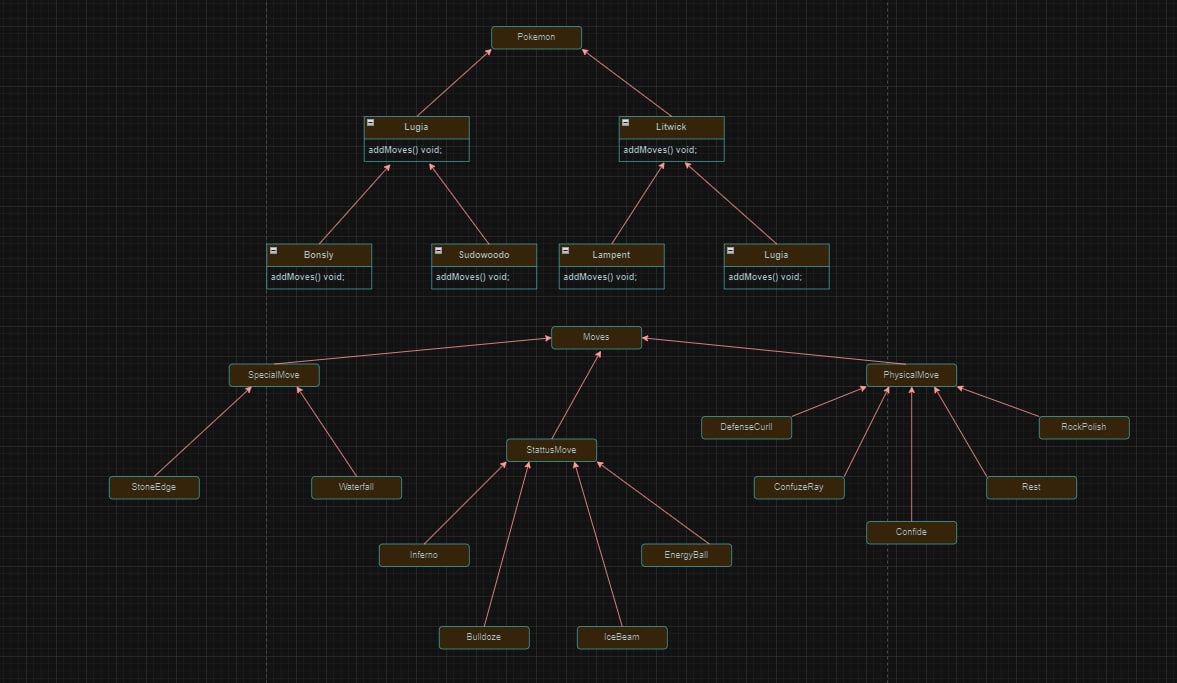 Pokemon
Lugia
addMoves() void;
Litwick
addMoves() void;
Bonsly
addMoves() void;
Sudowoodo
addMoves() void;
Lampent
addMoves() void;
Lugia
addMoves() void;
Moves
SpecialMove
PhysicalMove
DefenseCurll
RockPolish
StattusMove
StoneEdge
Waterfall
ConfuzeRay
Rest
Confide
Inferno
EnergyBall
Bulldoze
IceBeam